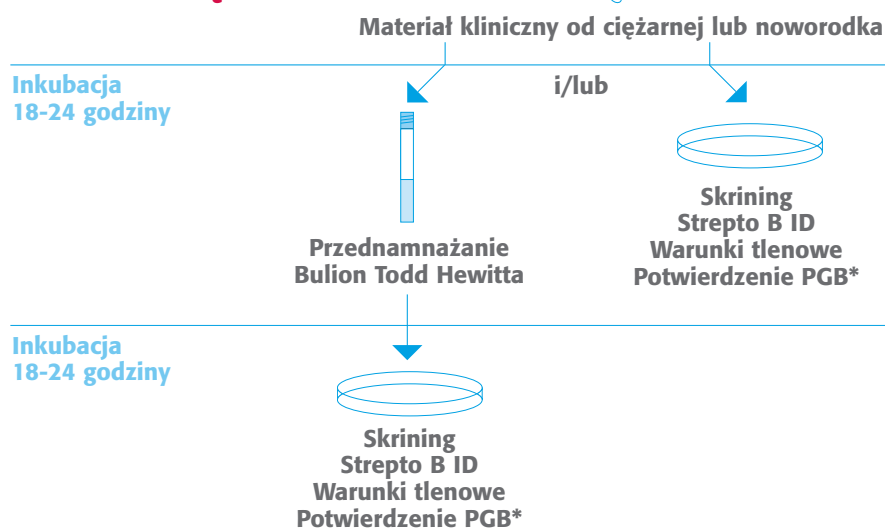 Materiał kliniczny od ciężarnej lub noworodka
Inkubacja
18-24 godziny
i/lub
Skrining
Strepto B ID
Warunki tlenowe
Potwierdzenie PGB*
Przednamnażanie
Bulion Todd Hewitta
Inkubacja
18-24 godziny
Skrining
Strepto B ID
Warunki tlenowe
Potwierdzenie PGB*